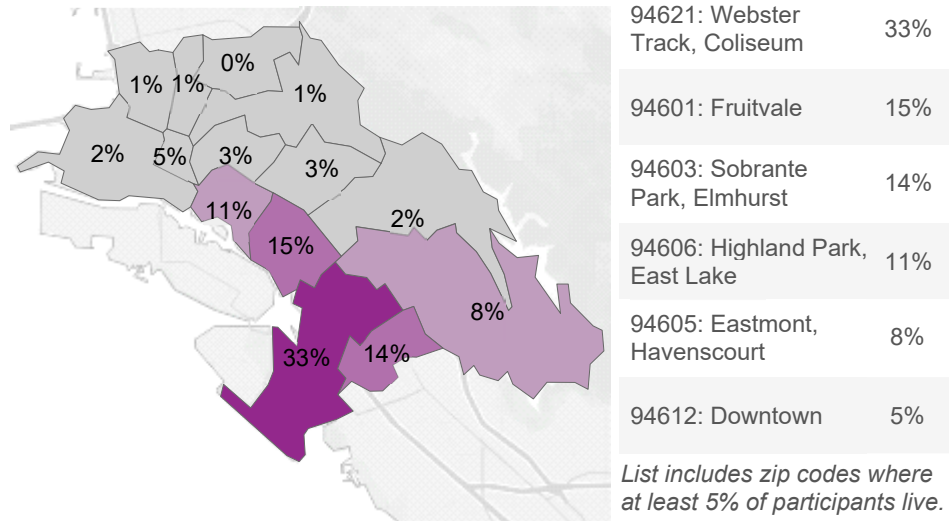 0%
1%
1%
1%
2%
5%
3%
3%
11%
2%
15%
8%
33%
14%
94621: Webster
Track, Coliseum
33%
94601: Fruitvale
15%
94603: Sobrante
Park, Elmhurst
14%
94606: Highland Park,
East Lake
11%
94605: Eastmont,
Havenscourt
8%
94612: Downtown
5%
List includes zip codes where
at least 5% of participants live.